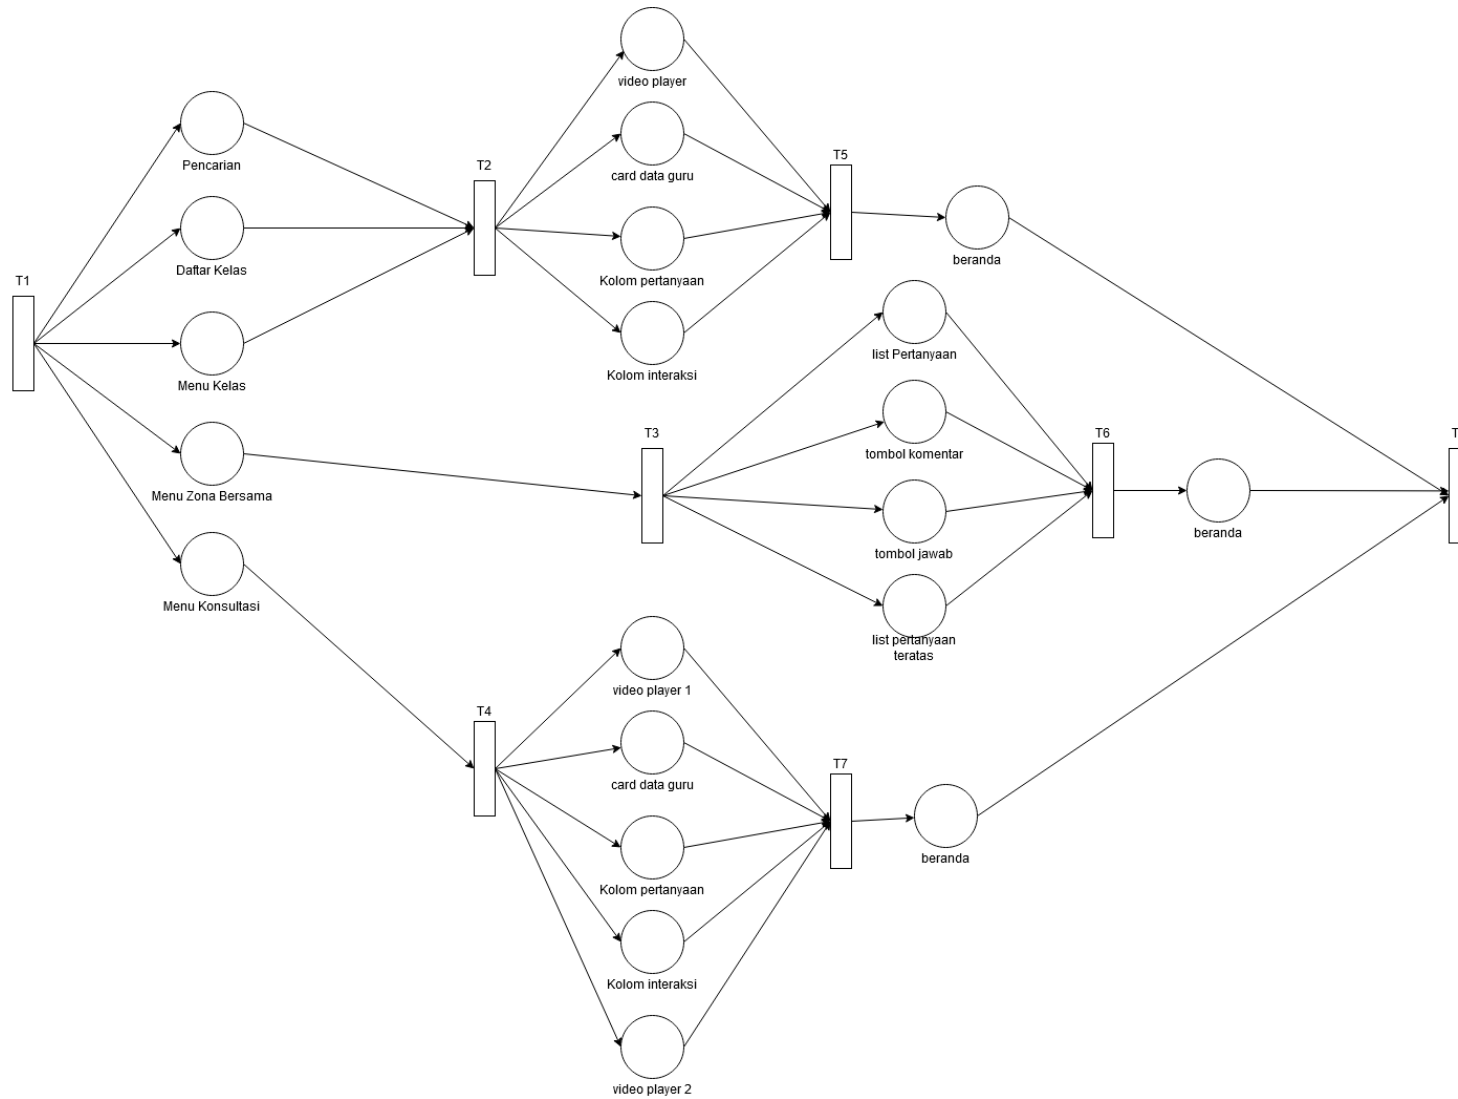 T1
Pencarian
Daftar Kelas
Menu Kelas
Menu Zona Bersama
Menu Konsultasi
T2
video player
card data guru
Kolom pertanyaan
Kolom interaksi
T5
beranda
T3
list Pertanyaan
tombol komentar
tombol jawab
list pertanyaan
teratas
T6
beranda
T4
video player 1
card data guru
Kolom pertanyaan
Kolom interaksi
video player 2
T7
beranda